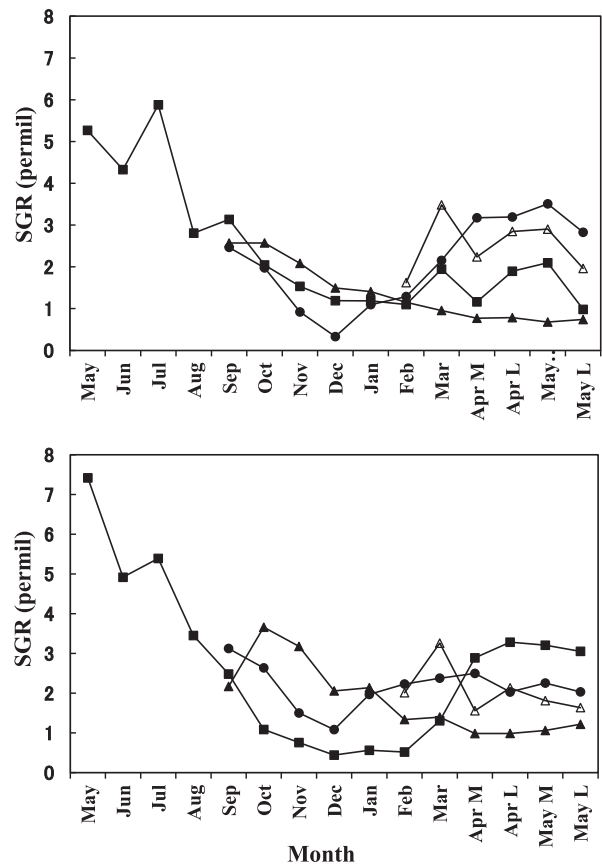 8
7
6
5
4
3
2
1
0
SGR (permil)
May
Jun
Jul
Aug
Sep
Oct
Nov
Dec
Jan
Feb
Mar
Apr M
Apr L
May..
May L
8
7
6
5
4
3
2
1
0
SGR (permil)
May
Jun
Jul
Aug
Sep
Oct
Nov
Dec
Jan
Feb
Mar
Apr M
Apr L
May M
May L
Month